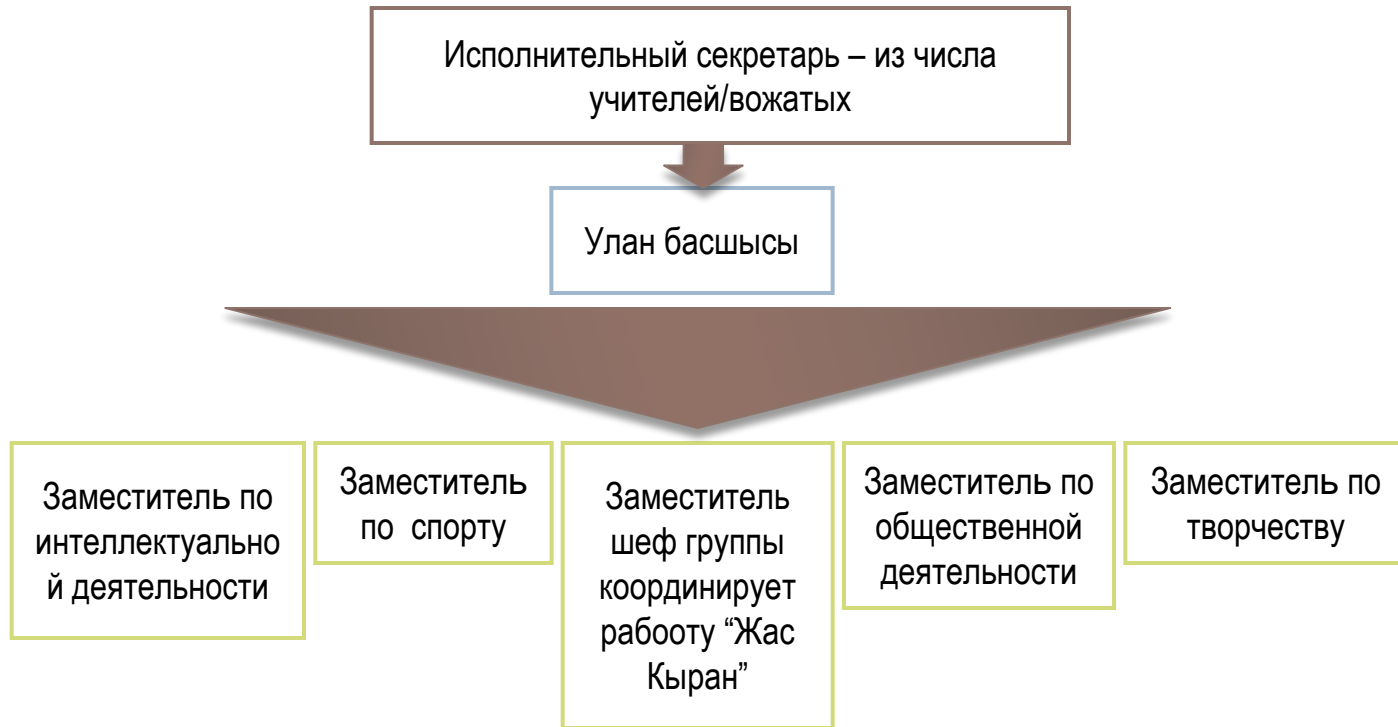 Исполнительный секретарь – из числа
учителей/вожатых
Улан басшысы
Заместитель по
интеллектуально
й деятельности
Заместитель
по спорту
Заместитель
шеф группы
координирует
рабооту “Жас
Кыран”
Заместитель по
общественной
деятельности
Заместитель по
творчеству